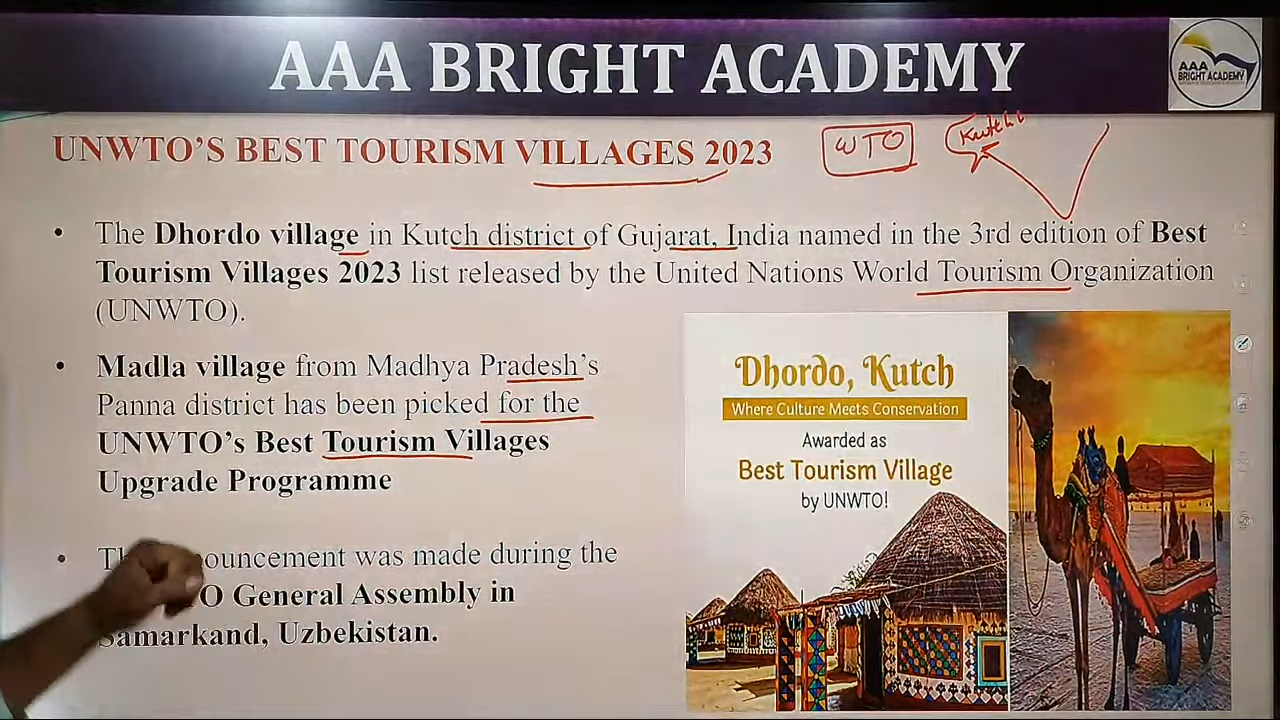 AAA BRIGHT ACADEMY
AAA
BRIGHT ACADEMY
UNWTO'S BEST TOURISM VILLAGES 2023
WTO
Kutch
• The Dhordo village in Kutch district of Gujarat, India named in the 3rd edition of Best
Tourism Villages 2023 list released by the United Nations World Tourism Organization
(UNWTO).
• Madla village from Madhya Pradesh's
Panna district has been picked for the
UNWTO's Best Tourism Villages
Upgrade Programme
• was made during the
General Assembly in
Samarkand, Uzbekistan.
Dhordo, Kutch
Where Culture Meets Conservation
Awarded as
Best Tourism Village
by UNWTO!